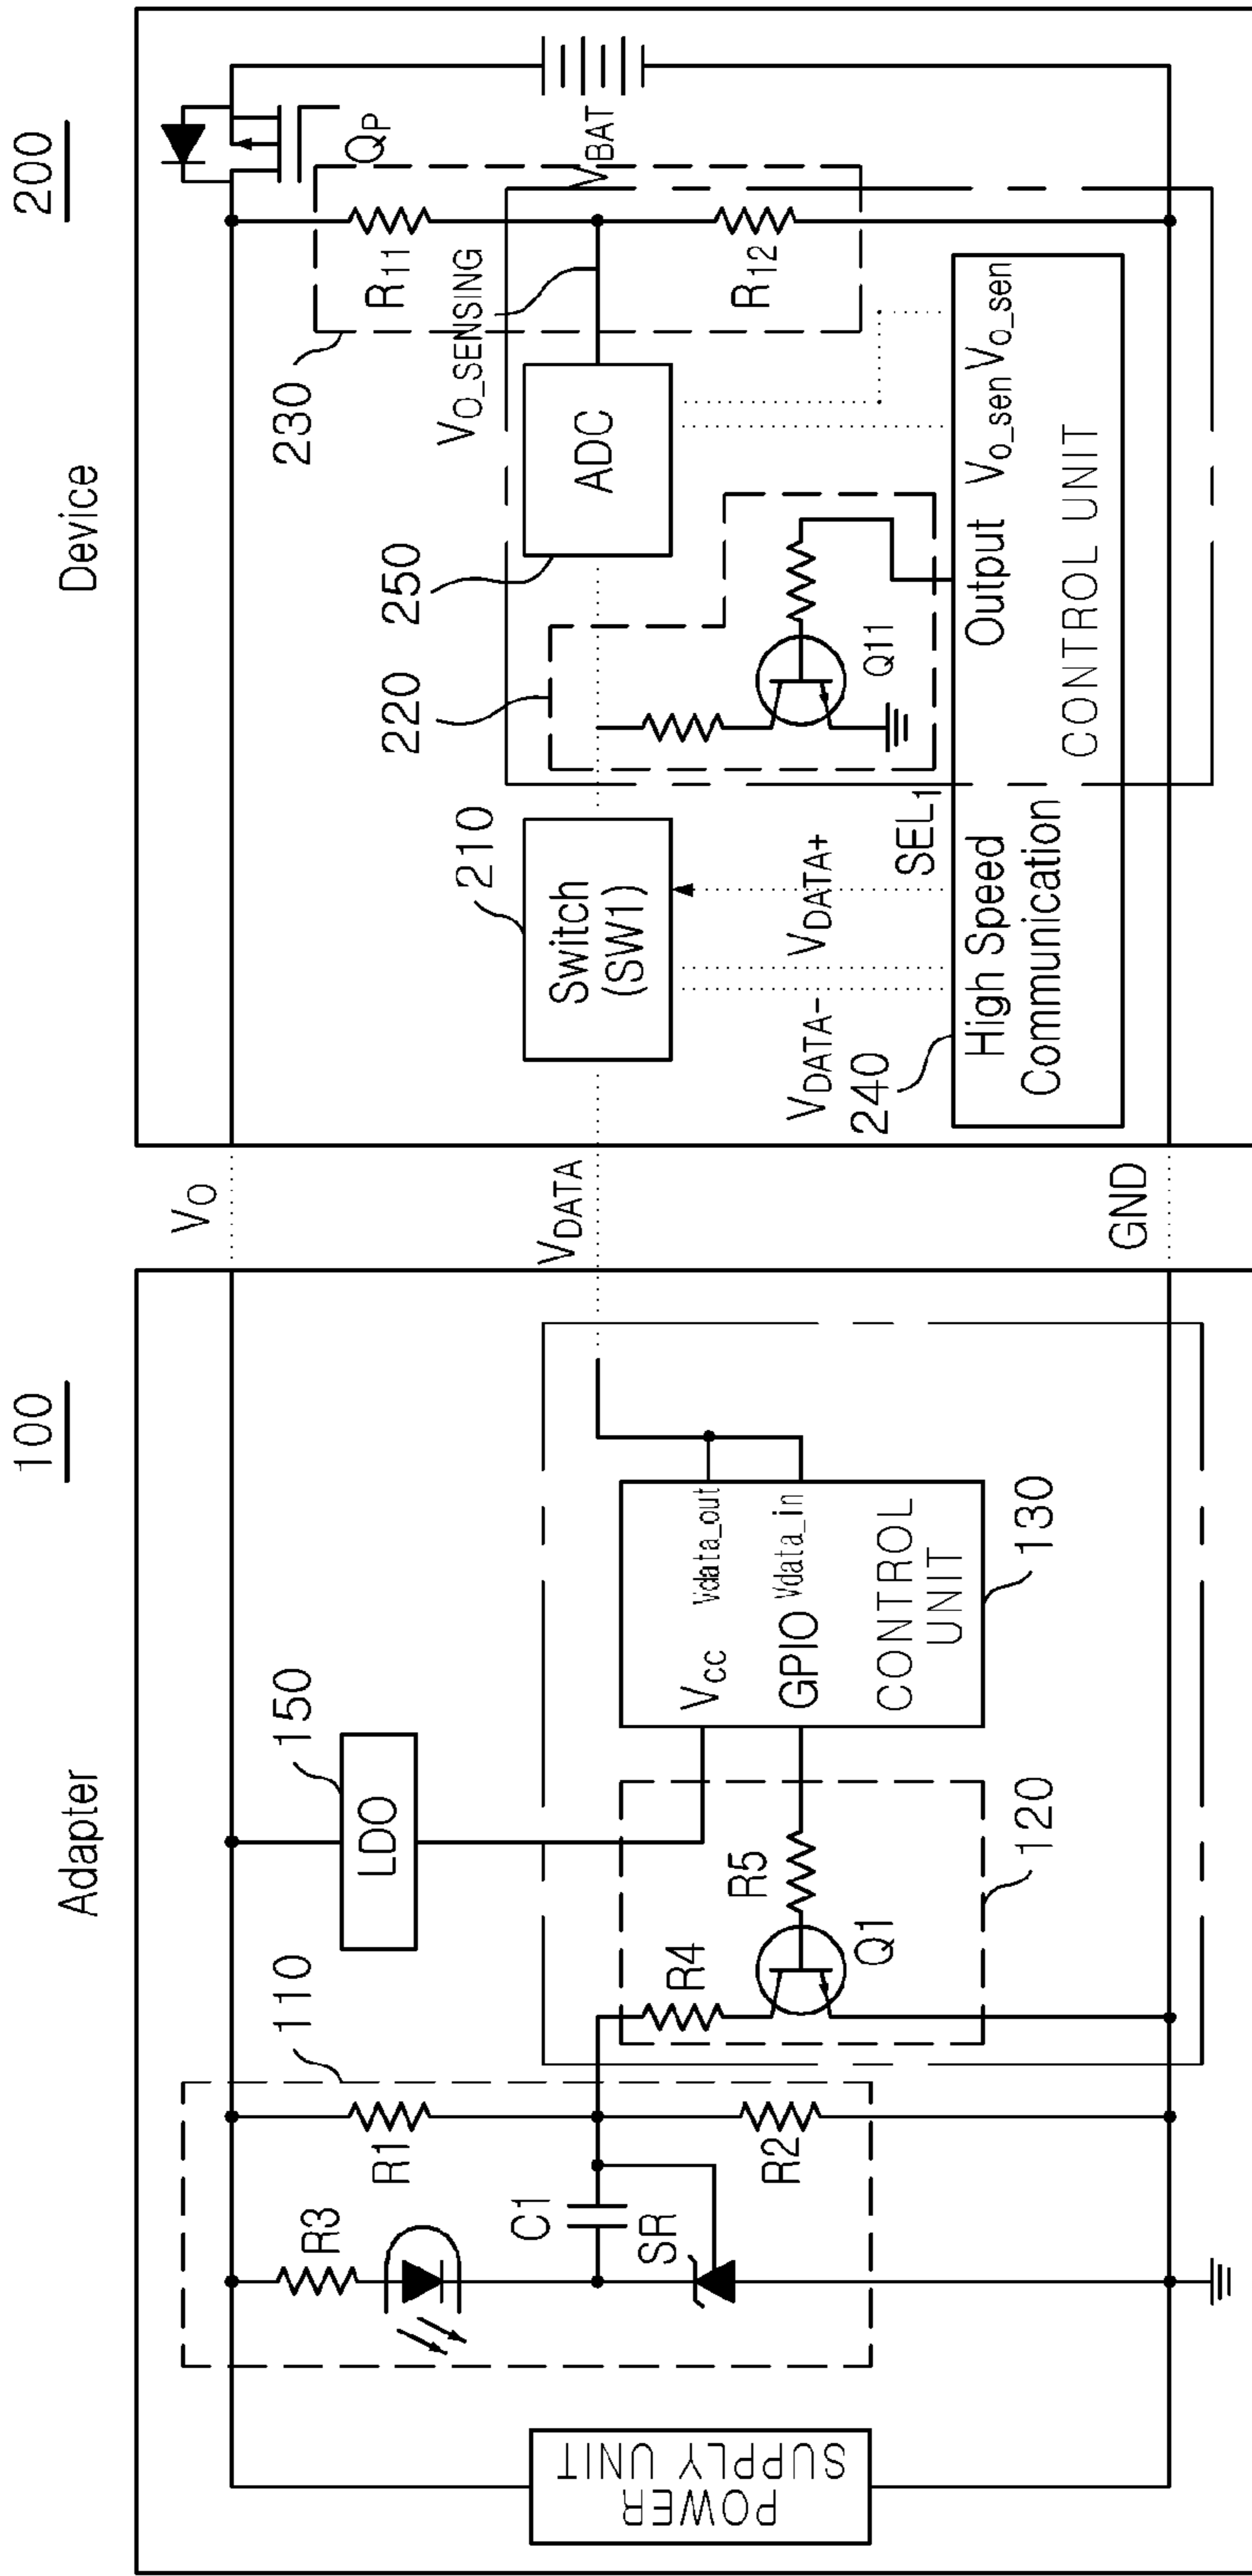 100
Adapter
110
150
LDO
R3
R1
C1
SR
R2
R4
R5
Q1
120
VCC
Vdata_out
GPIO
Vdata_in
CONTROL
UNIT
130
POWER
SUPPLY UNIT
VO
VDATA
GND
200
Device
210
Switch
(SW1)
220
250
ADC
230
VO_SENSING
R11
R12
QP
VBAT
Q11
VDATA-
VDATA+
SEL1
240
High Speed
Communication
Output
Vo_sen
Vo_sen
CONTROL UNIT